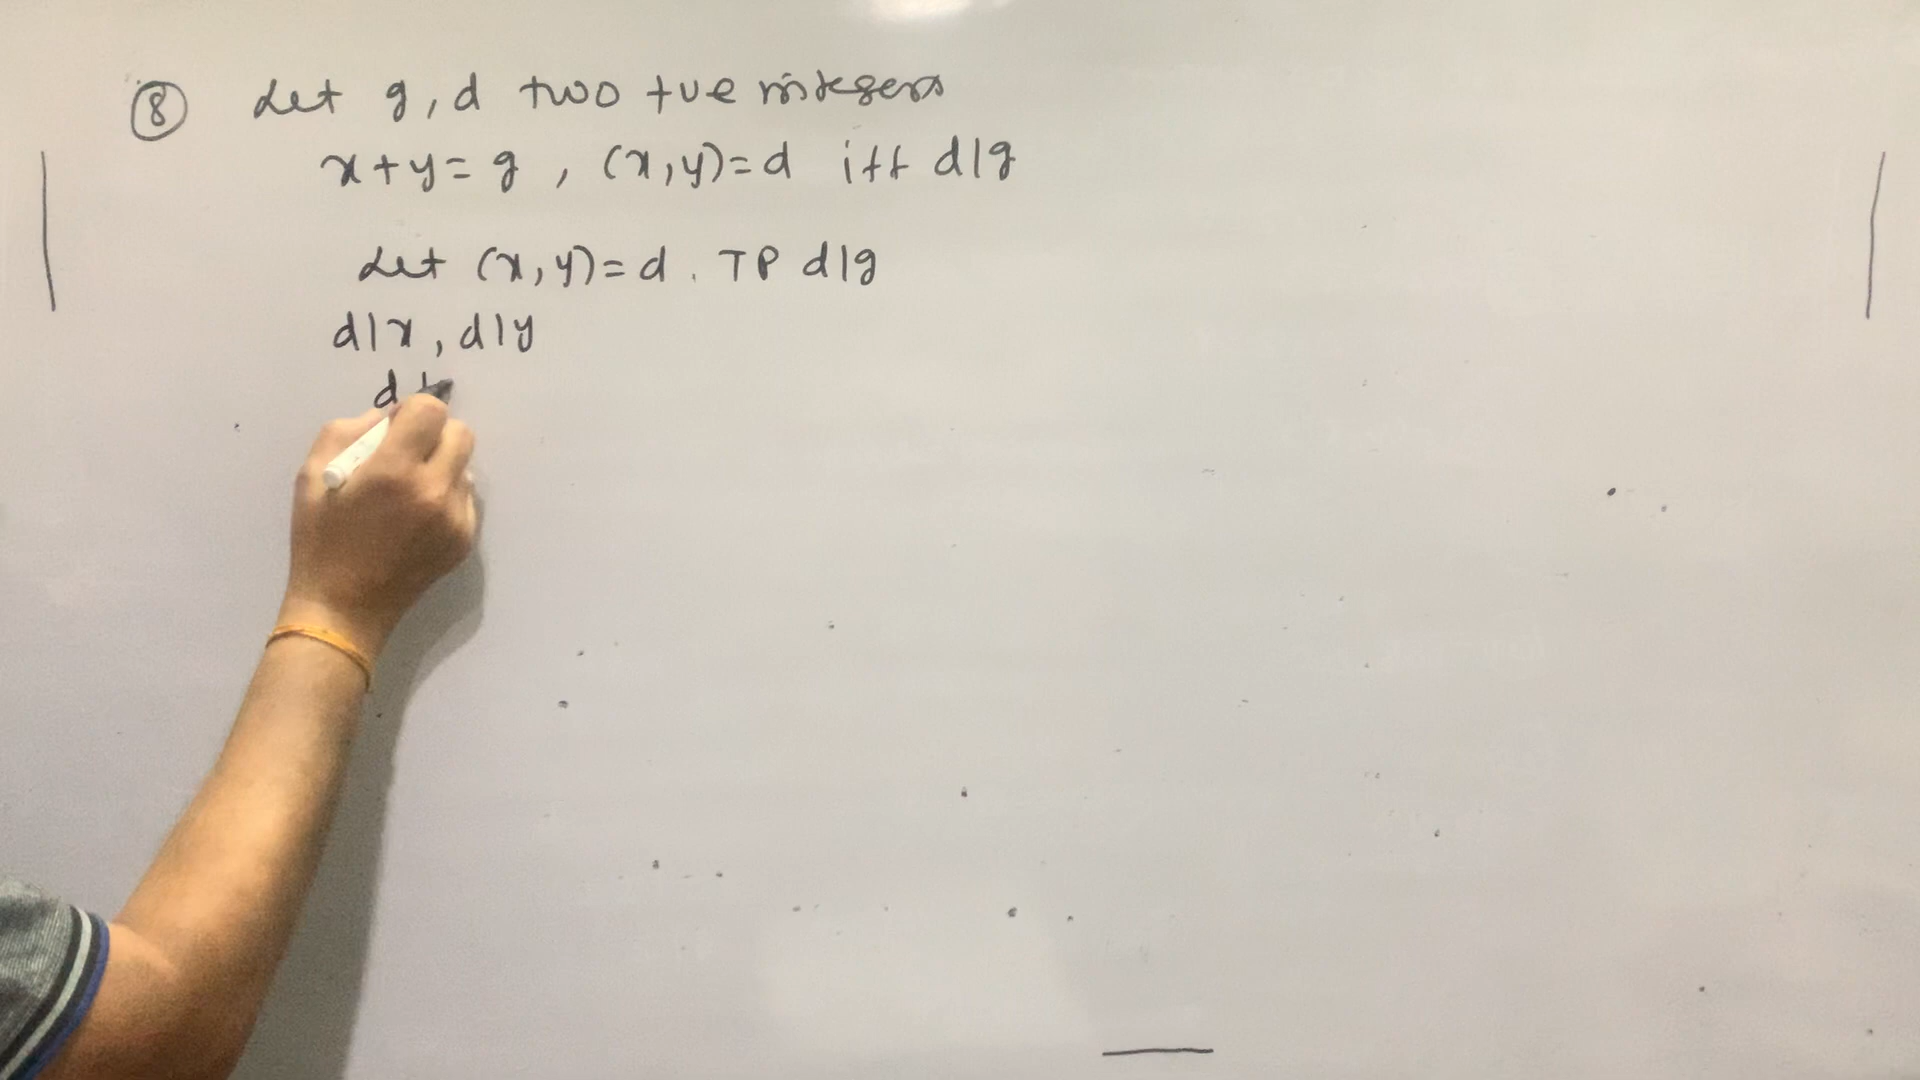 ⑧ Let g, d two +ve integers
x+y=g , (x,y)=d iff d|g
Let (x,y)=d. TP d|g
d|x, d|y
d